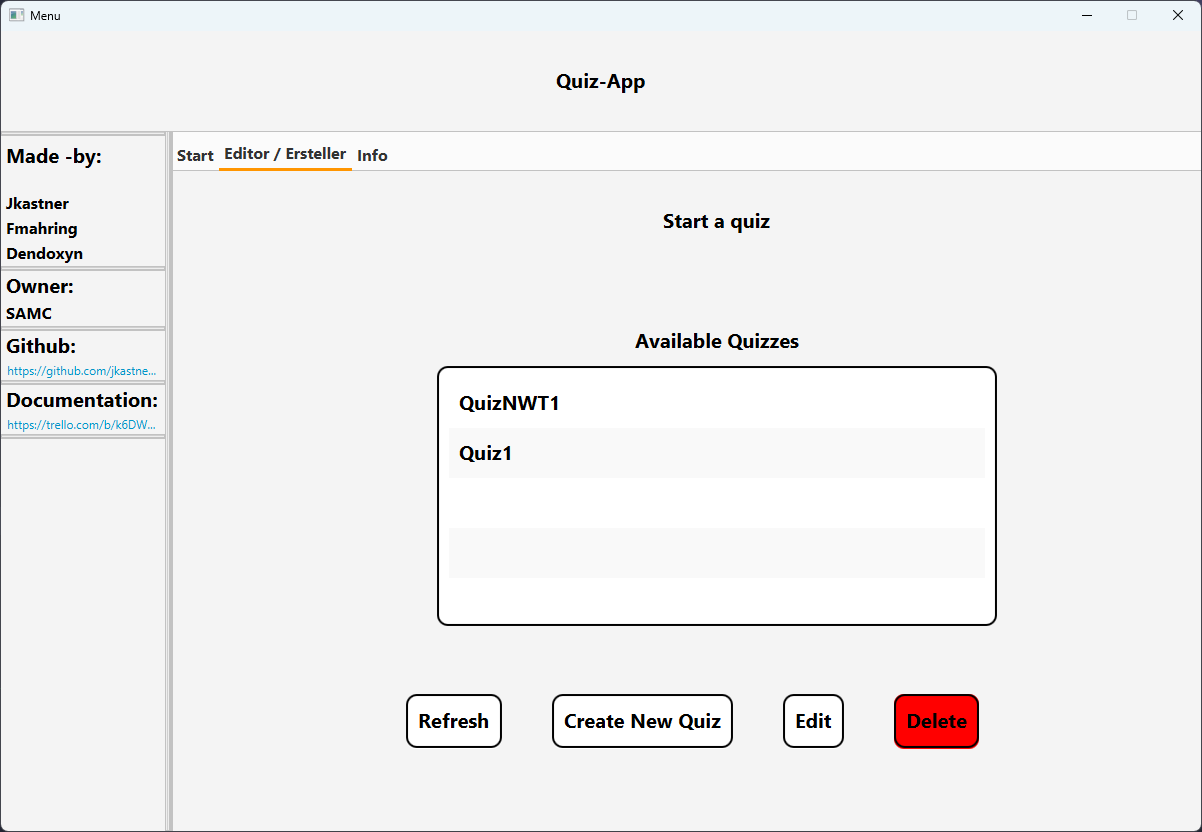 Menu
Quiz-App
Made -by:
Jkastner
Fmahring
Dendoxyn
Owner:
SAMC
Github:
https://github.com/jkastne...
Documentation:
https://trello.com/b/k6DW...
Start Editor / Ersteller Info
Start a quiz
Available Quizzes
QuizNWT1
Quiz1
Refresh Create New Quiz Edit Delete